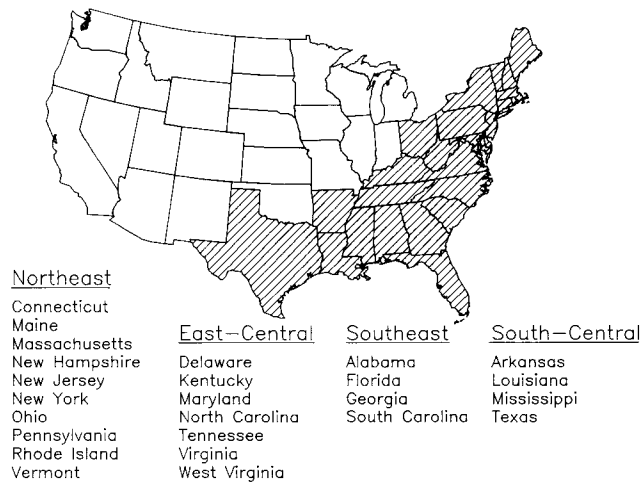 Northeast
Connecticut
Maine
Massachusetts
New Hampshire
New Jersey
New York
Ohio
Pennsylvania
Rhode Island
Vermont
East-Central
Delaware
Kentucky
Maryland
North Carolina
Tennessee
Virginia
West Virginia
Southeast
Alabama
Florida
Georgia
South Carolina
South-Central
Arkansas
Louisiana
Mississippi
Texas